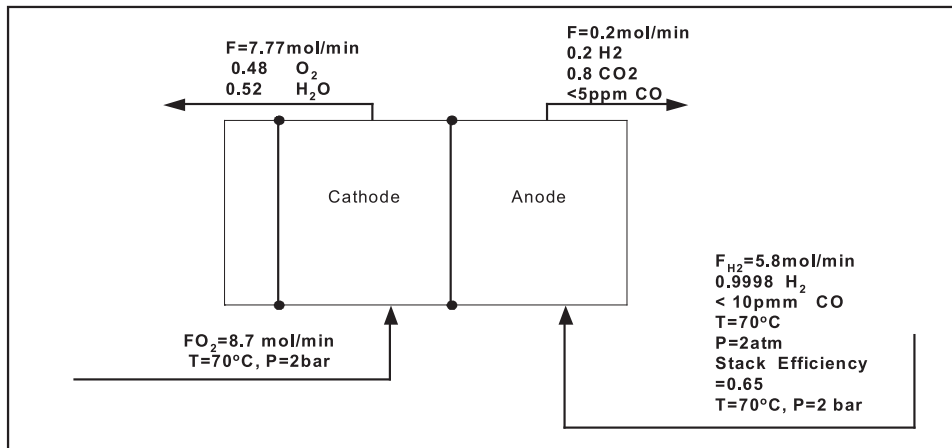 F=7.77mol/min
0.48 O₂
0.52 H₂O
F=0.2mol/min
0.2 H2
0.8 CO2
<5ppm CO
Cathode
Anode
FO₂=8.7 mol/min
T=70°C, P=2bar
F_H2=5.8mol/min
0.9998 H₂
< 10pmm CO
T=70°C
P=2atm
Stack Efficiency
=0.65
T=70°C, P=2 bar